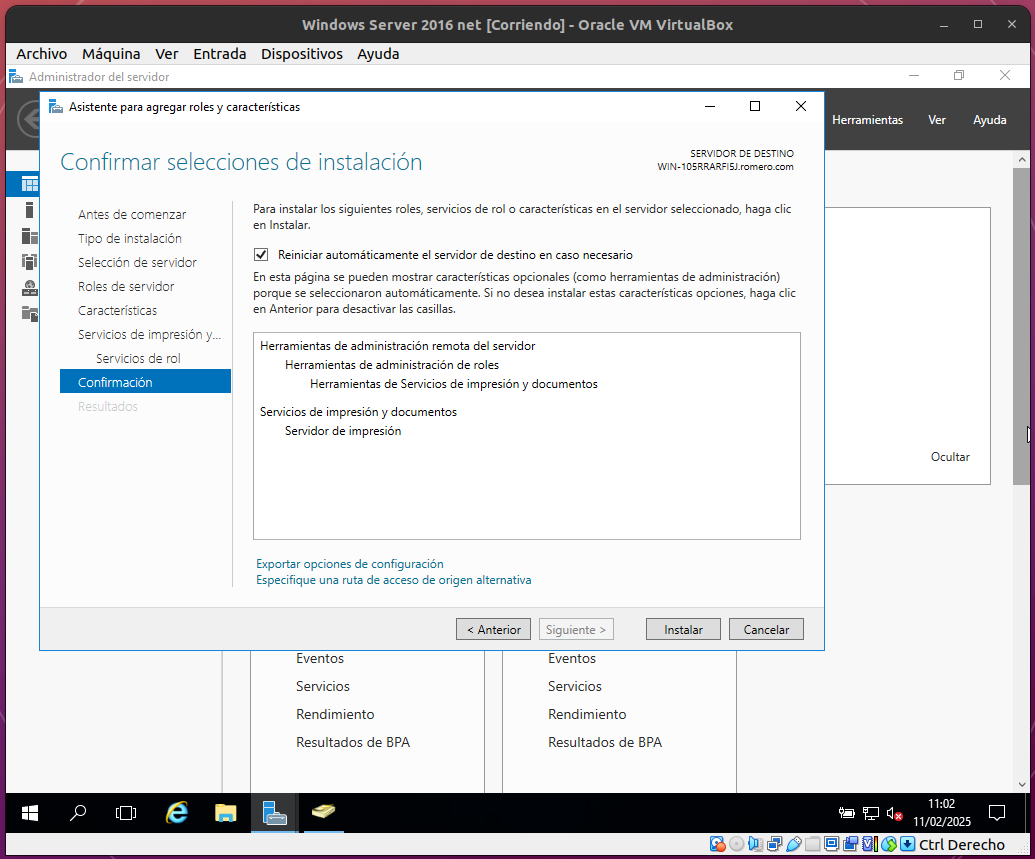 Windows Server 2016 net [Corriendo] - Oracle VM VirtualBox
Archivo Máquina Ver Entrada Dispositivos Ayuda
Administrador del servidor
Herramientas Ver Ayuda
Asistente para agregar roles y características
Confirmar selecciones de instalación
SERVIDOR DE DESTINO
WIN-105RRARFI5J.romero.com
Antes de comenzar
Tipo de instalación
Selección de servidor
Roles de servidor
Características
Servicios de impresión y...
Servicios de rol
Confirmación
Resultados
Para instalar los siguientes roles, servicios de rol o características en el servidor seleccionado, haga clic
en Instalar.
Reiniciar automáticamente el servidor de destino en caso necesario
En esta página se pueden mostrar características opcionales (como herramientas de administración)
porque se seleccionaron automáticamente. Si no desea instalar estas características opciones, haga clic
en Anterior para desactivar las casillas.
Herramientas de administración remota del servidor
Herramientas de administración de roles
Herramientas de Servicios de impresión y documentos
Servicios de impresión y documentos
Servidor de impresión
Ocultar
Exportar opciones de configuración
Especifique una ruta de acceso de origen alternativa
< Anterior Siguiente > Instalar Cancelar
Eventos Eventos
Servicios Servicios
Rendimiento Rendimiento
Resultados de BPA Resultados de BPA
11:02
11/02/2025
Ctrl Derecho